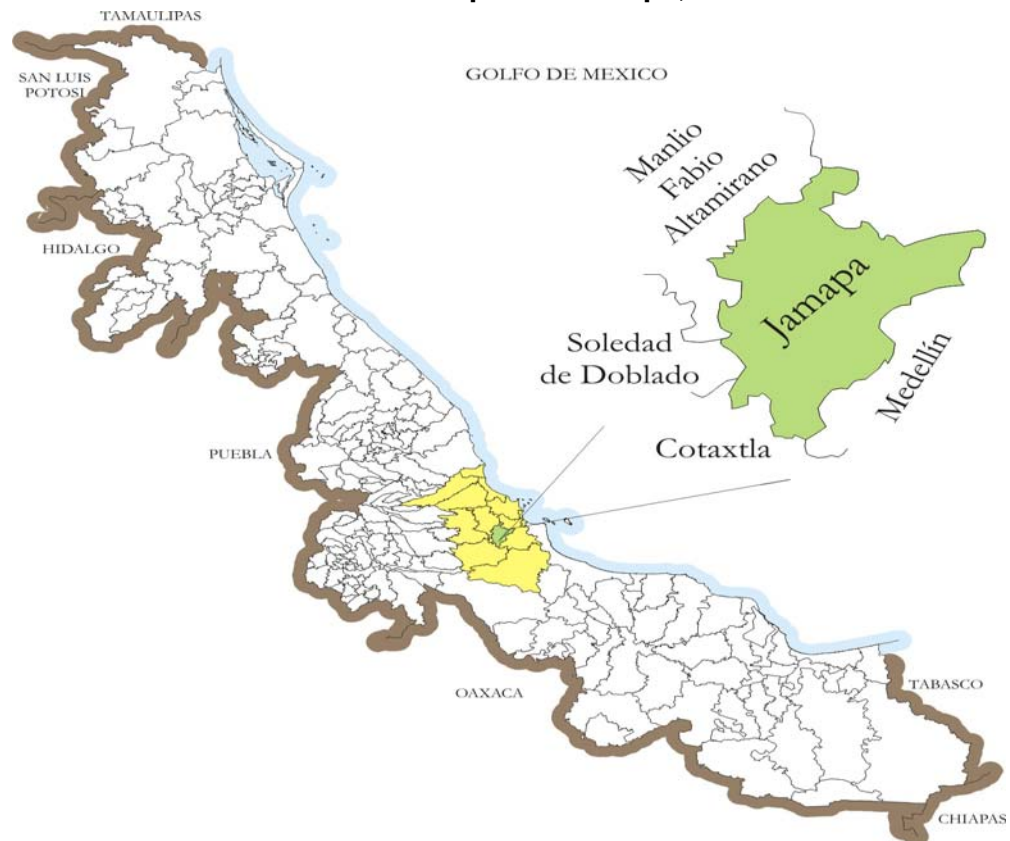 TAMAULIPAS
SAN LUIS
POTOSI
GOLFO DE MEXICO
Manlio
Fabio
Altamirano
HIDALGO
Jamapa
Soledad
de Doblado
Medellín
Cotaxtla
PUEBLA
OAXACA
TABASCO
CHIAPAS